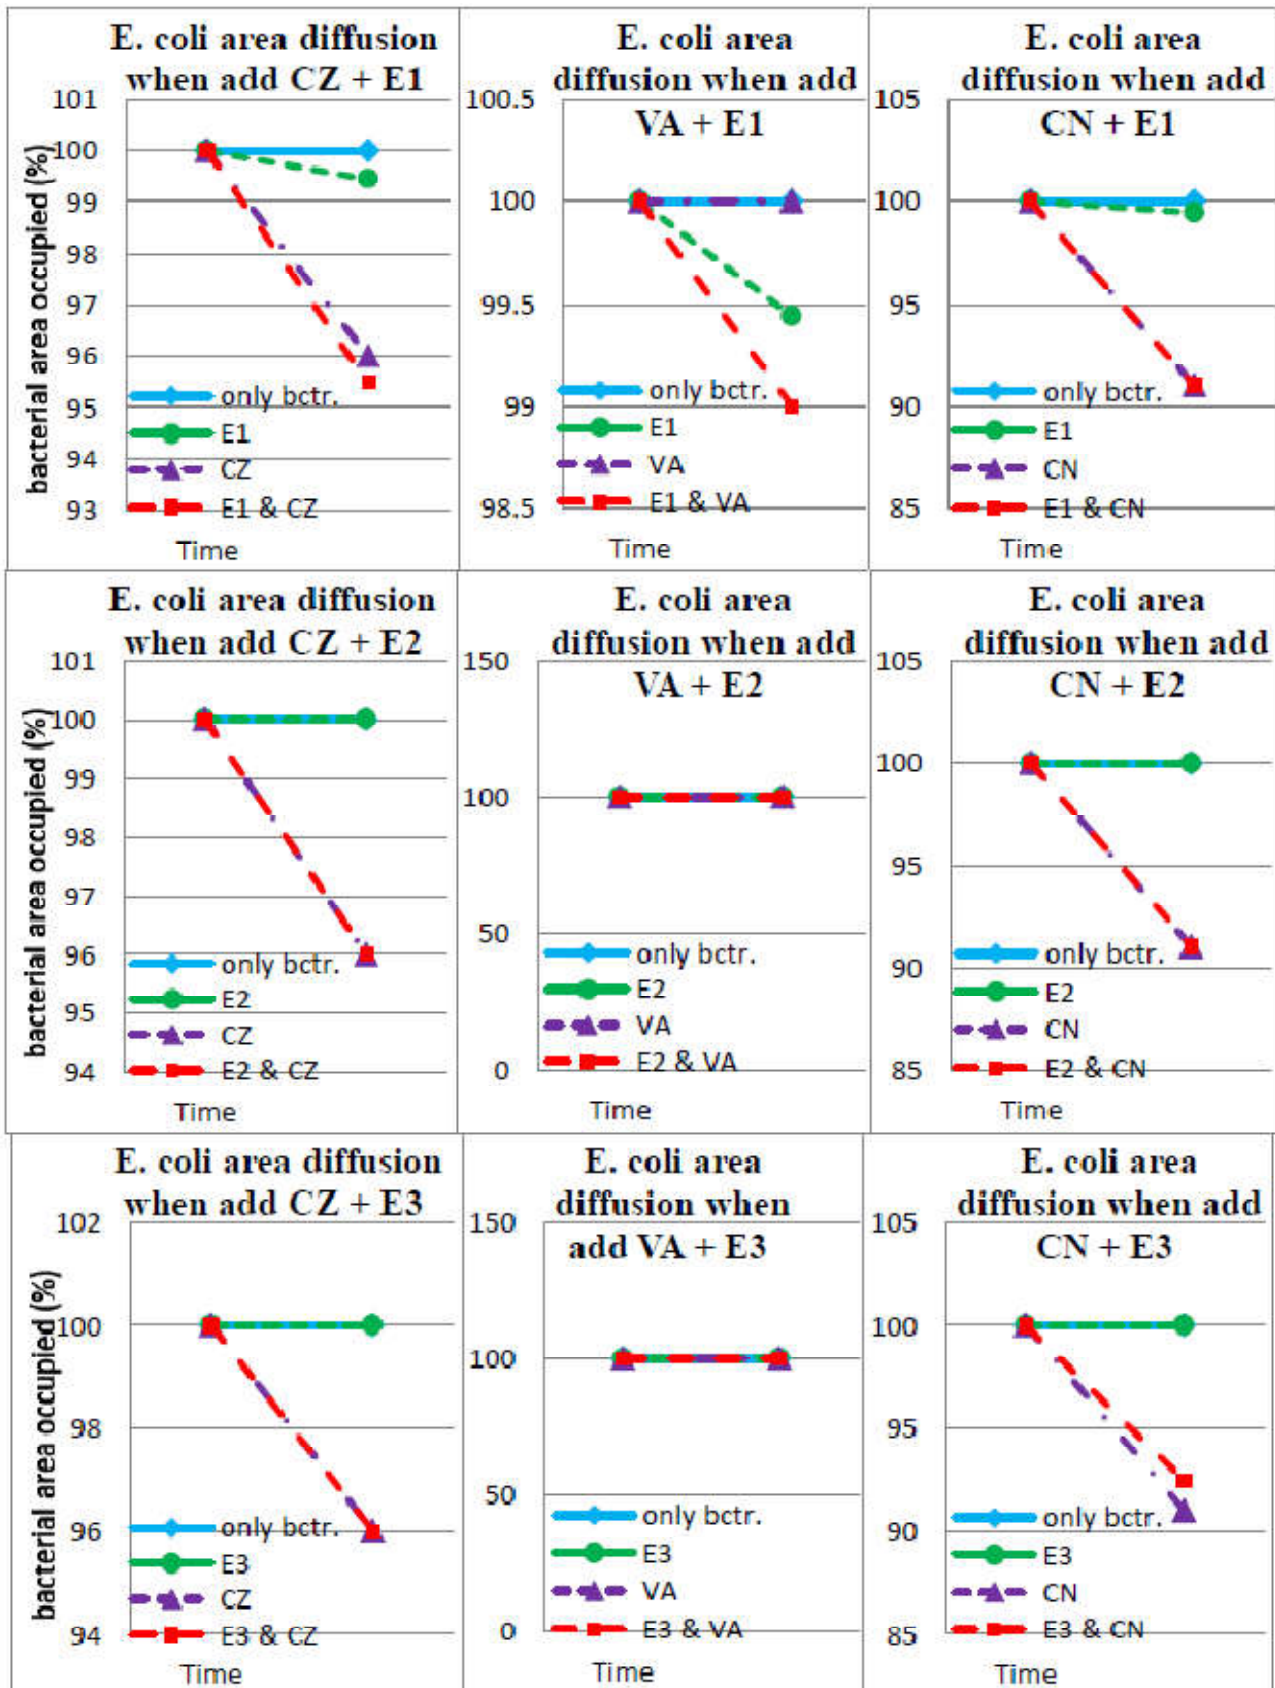 E. coli area diffusion
when add CZ + E1
101
100
99
98
97
96
95
94
93
bacterial area occupied (%)
only bctr.
E1
CZ
E1 & CZ
Time
E. coli area
diffusion when add
VA + E1
100.5
100
99.5
99
98.5
only bctr.
E1
VA
E1 & VA
Time
E. coli area
diffusion when add
CN + E1
105
100
95
90
85
only bctr.
E1
CN
E1 & CN
Time
E. coli area diffusion
when add CZ + E2
101
100
99
98
97
96
95
94
bacterial area occupied (%)
only bctr.
E2
CZ
E2 & CZ
Time
E. coli area
diffusion when add
VA + E2
150
100
50
0
only bctr.
E2
VA
E2 & VA
Time
E. coli area
diffusion when add
CN + E2
105
100
95
90
85
only bctr.
E2
CN
E2 & CN
Time
E. coli area diffusion
when add CZ + E3
102
100
98
96
94
bacterial area occupied (%)
only bctr.
E3
CZ
E3 & CZ
Time
E. coli area
diffusion when
add VA + E3
150
100
50
0
only bctr.
E3
VA
E3 & VA
Time
E. coli area
diffusion when add
CN + E3
105
100
95
90
85
only bctr.
E3
CN
E3 & CN
Time